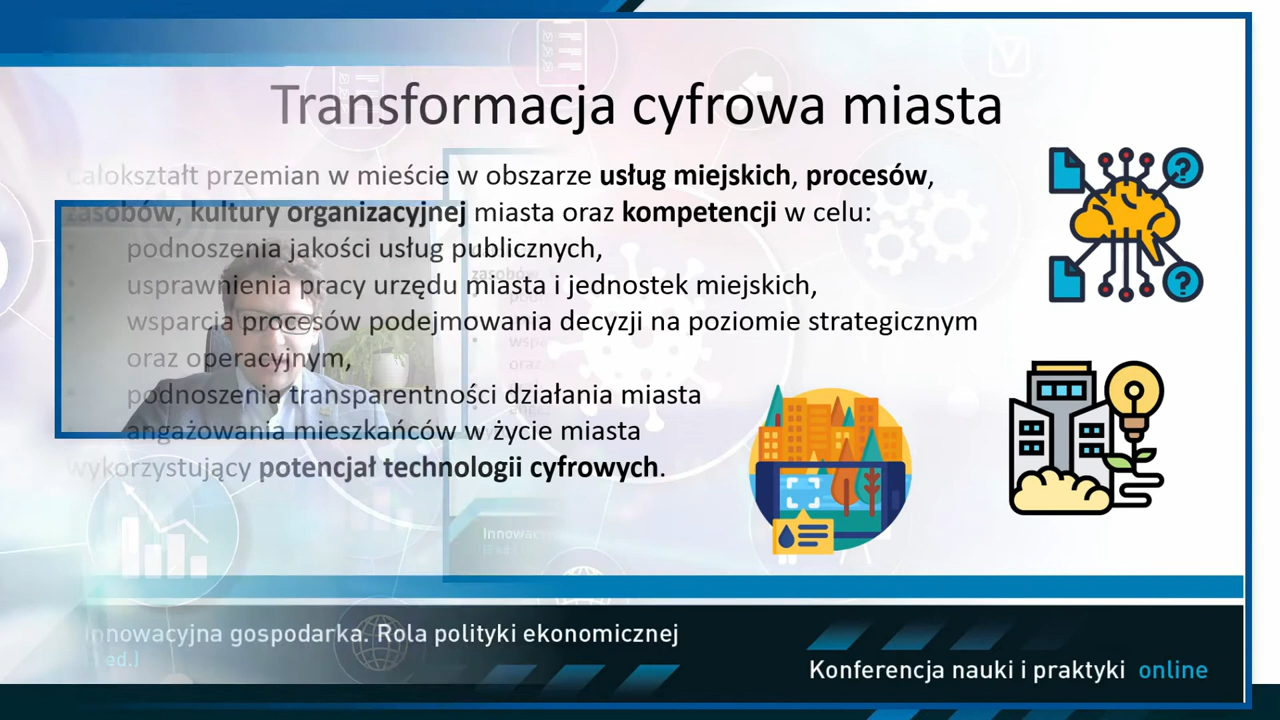 Transformacja cyfrowa miasta
Całokształt przemian w mieście w obszarze usług miejskich, procesów,
zasobów, kultury organizacyjnej miasta oraz kompetencji w celu:
podnoszenia jakości usług publicznych,
usprawnienia pracy urzędu miasta i jednostek miejskich,
wsparcia procesów podejmowania decyzji na poziomie strategicznym
oraz operacyjnym,
podnoszenia transparentności działania miasta
angażowania mieszkańców w życie miasta
wykorzystujący potencjał technologii cyfrowych.
zasobów
Innowac
Innowacyjna gospodarka. Rola polityki ekonomicznej
ed.)
Konferencja nauki i praktyki online